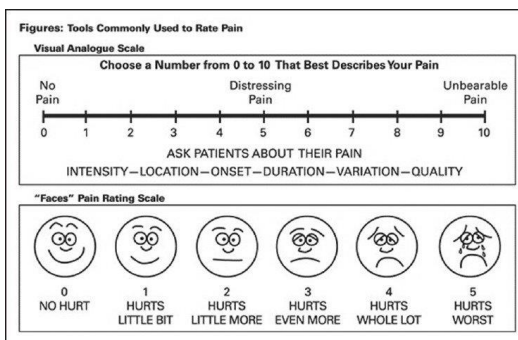 Figures: Tools Commonly Used to Rate Pain
Visual Analogue Scale
Choose a Number from 0 to 10 That Best Describes Your Pain
No Pain
Distressing Pain
Unbearable Pain
0 1 2 3 4 5 6 7 8 9 10
ASK PATIENTS ABOUT THEIR PAIN
INTENSITY—LOCATION—ONSET—DURATION—VARIATION—QUALITY
"Faces" Pain Rating Scale
0
NO HURT
1
HURTS
LITTLE BIT
2
HURTS
LITTLE MORE
3
HURTS
EVEN MORE
4
HURTS
WHOLE LOT
5
HURTS
WORST